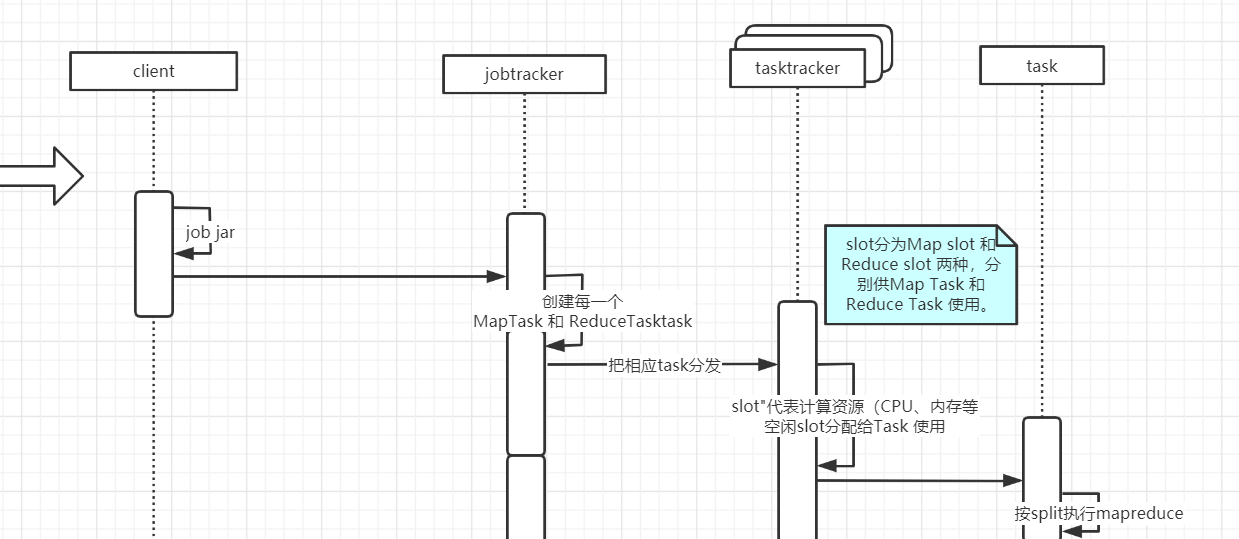 client
jobtracker
tasktracker
task
job jar
slot分为Map slot 和
Reduce slot 两种，分
别供Map Task 和
Reduce Task 使用。
创建每一个
MapTask 和 ReduceTasktask
把相应task分发
slot"代表计算资源（CPU、内存等
空闲slot分配给Task 使用
按split执行mapreduce